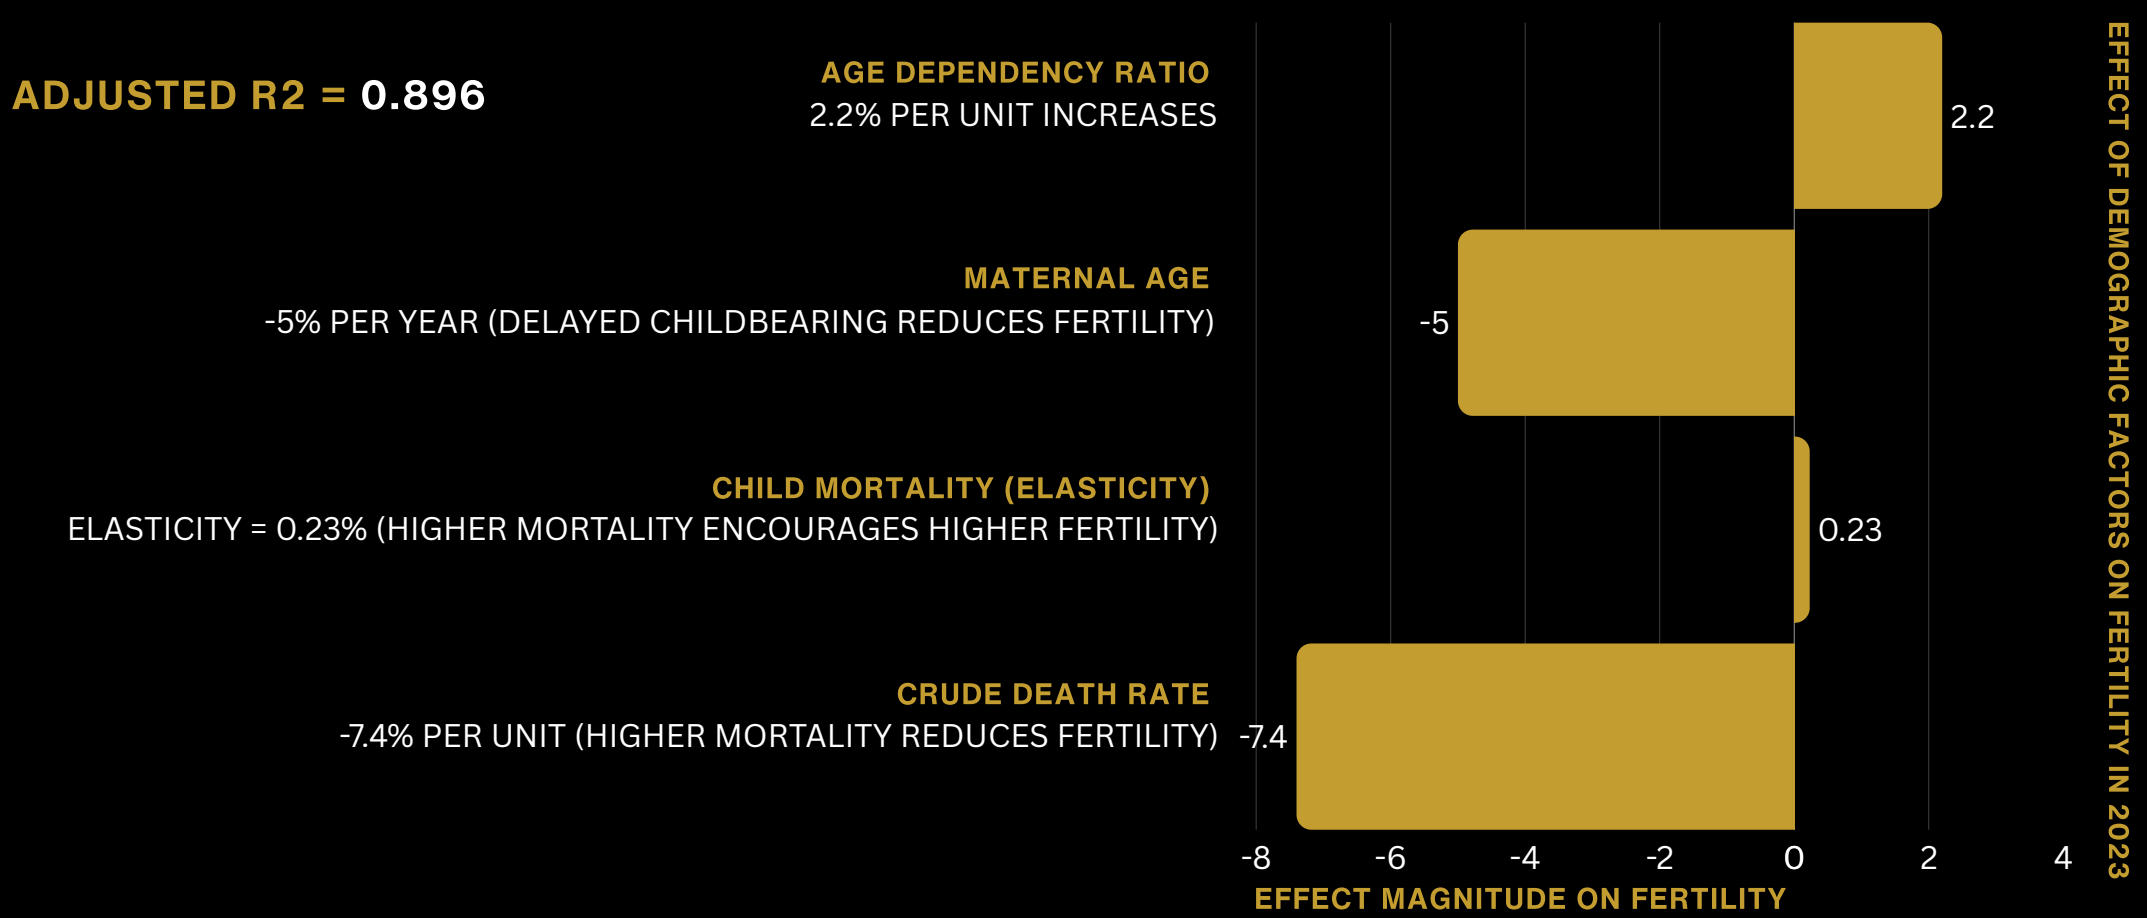 ADJUSTED R2 = 0.896
AGE DEPENDENCY RATIO
2.2% PER UNIT INCREASES
2.2
MATERNAL AGE
-5% PER YEAR (DELAYED CHILDBEARING REDUCES FERTILITY)
-5
CHILD MORTALITY (ELASTICITY)
ELASTICITY = 0.23% (HIGHER MORTALITY ENCOURAGES HIGHER FERTILITY)
0.23
CRUDE DEATH RATE
-7.4% PER UNIT (HIGHER MORTALITY REDUCES FERTILITY)
-7.4
-8 -6 -4 -2 0 2 4
EFFECT MAGNITUDE ON FERTILITY
EFFECT OF DEMOGRAPHIC FACTORS ON FERTILITY IN 2023